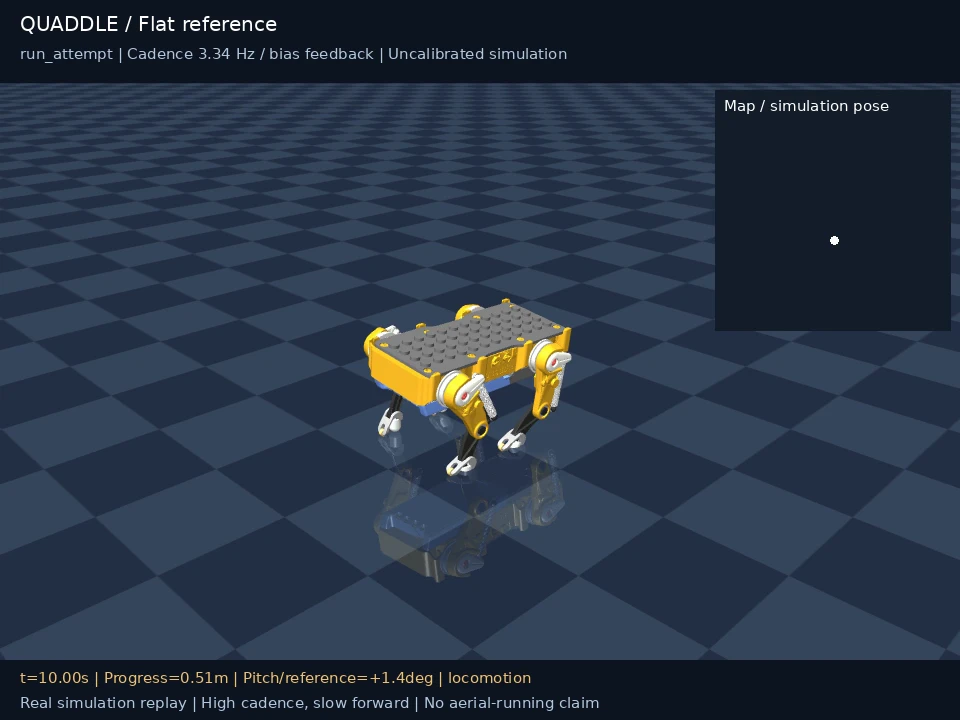 QUADDLE / Flat reference
run_attempt | Cadence 3.34 Hz / bias feedback | Uncalibrated simulation
Map / simulation pose
t=10.00s | Progress=0.51m | Pitch/reference=+1.4deg | locomotion
Real simulation replay | High cadence, slow forward | No aerial-running claim